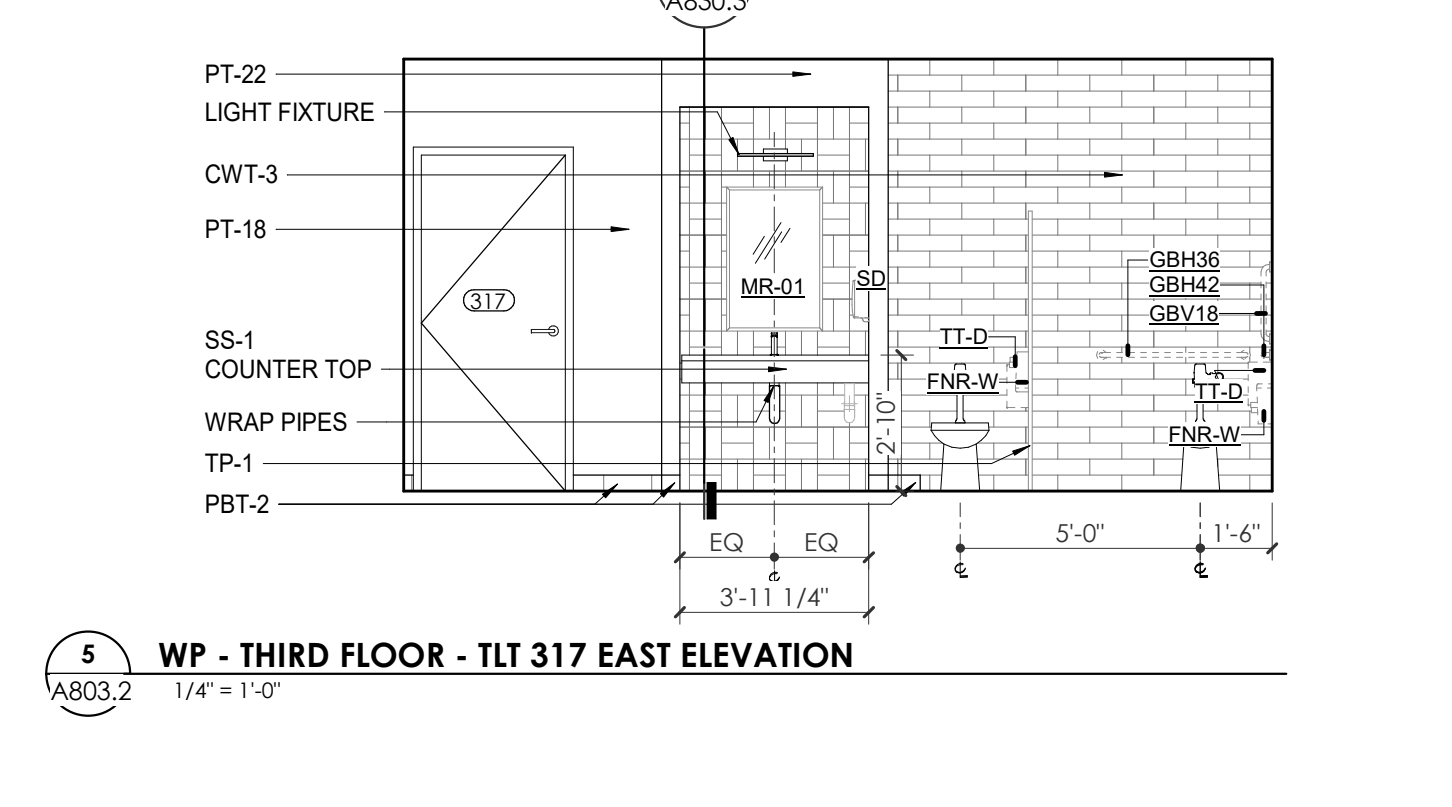 A830.3
PT-22
LIGHT FIXTURE
CWT-3
PT-18
GBH36
GBH42
GBV18
MR-01
SD
317
SS-1
COUNTER TOP
TT-D
FNR-W
TT-D
FNR-W
WRAP PIPES
2'-10"
TP-1
PBT-2
EQ
EQ
5'-0"
1'-6"
℄
℄
℄
3'-11 1/4"
5
WP - THIRD FLOOR - TLT 317 EAST ELEVATION
A803.2
1/4" = 1'-0"